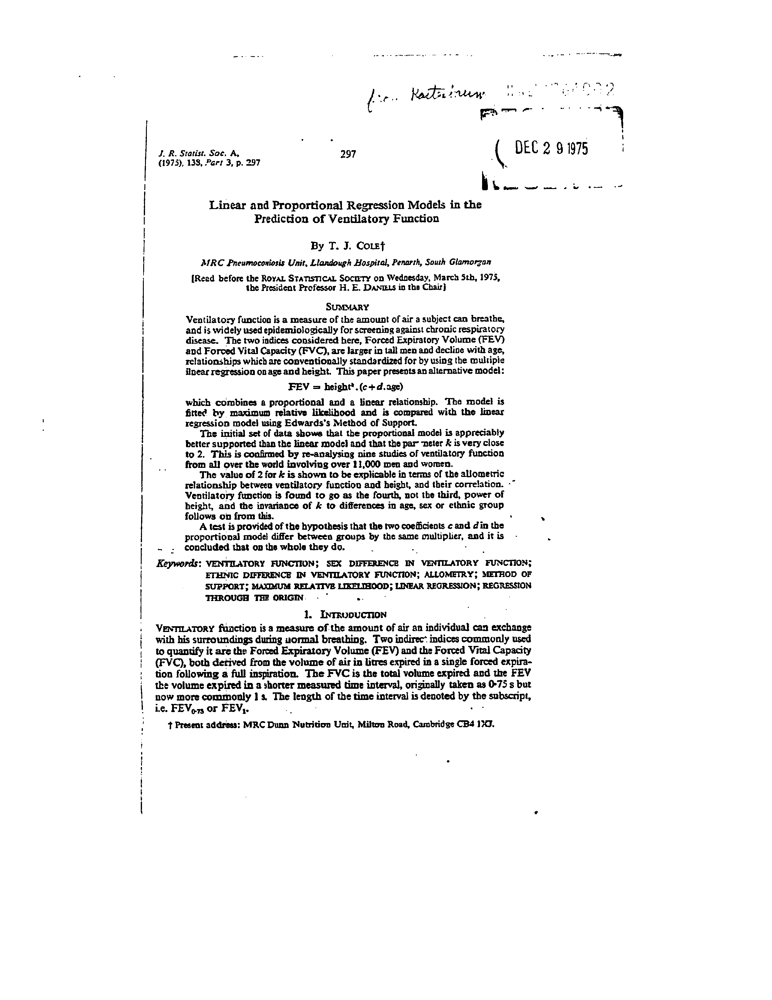 DEC 29 1975
J. R. Statist. Soc. A,
(1975), 138, Part 3, p. 297
297
Linear and Proportional Regression Models in the
Prediction of Ventilatory Function
By T. J. COLE†
MRC Pneumoconiosis Unit, Llandough Hospital, Penarth, South Glamorgan
[Read before the ROYAL STATISTICAL SOCIETY on Wednesday, March 5th, 1975,
the President Professor H. E. DANIELS in the Chair]
SUMMARY
Ventilatory function is a measure of the amount of air a subject can breathe,
and is widely used epidemiologically for screening against chronic respiratory
disease. The two indices considered here, Forced Expiratory Volume (FEV)
and Forced Vital Capacity (FVC), are larger in tall men and decline with age,
relationships which are conventionally standardized for by using the multiple
linear regression on age and height. This paper presents an alternative model:
FEV = heightᵏ.(c+d.age)
which combines a proportional and a linear relationship. The model is
fitted by maximum relative likelihood and is compared with the linear
regression model using Edwards's Method of Support.
The initial set of data shows that the proportional model is appreciably
better supported than the linear model and that the par meter k is very close
to 2. This is confirmed by re-analysing nine studies of ventilatory function
from all over the world involving over 11,000 men and women.
The value of 2 for k is shown to be explicable in terms of the allometric
relationship between ventilatory function and height, and their correlation.
Ventilatory function is found to go as the fourth, not the third, power of
height, and the invariance of k to differences in age, sex or ethnic group
follows on from this.
A test is provided of the hypothesis that the two coefficients c and d in the
proportional model differ between groups by the same multiplier, and it is
concluded that on the whole they do.
Keywords: VENTILATORY FUNCTION; SEX DIFFERENCE IN VENTILATORY FUNCTION;
ETHNIC DIFFERENCE IN VENTILATORY FUNCTION; ALLOMETRY; METHOD OF
SUPPORT; MAXIMUM RELATIVE LIKELIHOOD; LINEAR REGRESSION; REGRESSION
THROUGH THE ORIGIN
1. INTRODUCTION
VENTILATORY function is a measure of the amount of air an individual can exchange
with his surroundings during normal breathing. Two indirect indices commonly used
to quantify it are the Forced Expiratory Volume (FEV) and the Forced Vital Capacity
(FVC), both derived from the volume of air in litres expired in a single forced expira-
tion following a full inspiration. The FVC is the total volume expired and the FEV
the volume expired in a shorter measured time interval, originally taken as 0·75 s but
now more commonly 1 s. The length of the time interval is denoted by the subscript,
i.e. FEV₀.₇₅ or FEV₁.
† Present address: MRC Dunn Nutrition Unit, Milton Road, Cambridge CB4 1XJ.